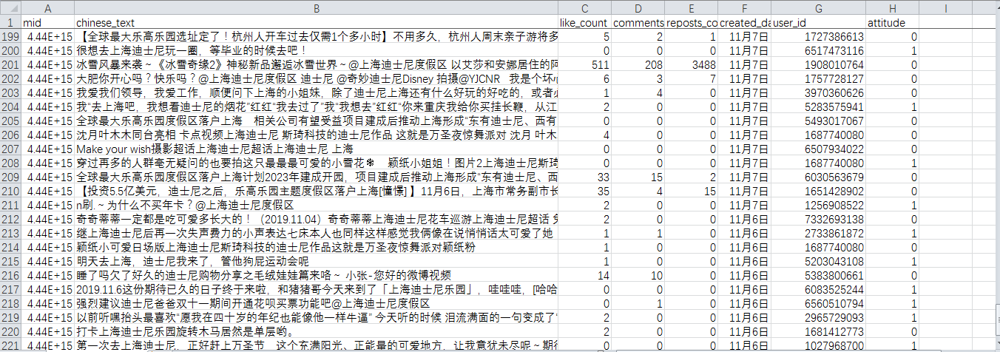 A B C D E F G H I
1 mid chinese_text like_count comments reposts_co created_da user_id attitude
199 4.44E+15 【全球最大乐高乐园选址定了！杭州人开车过去仅需1个多小时】不用多久，杭州人周末亲子游将多 5 2 1 11月7日 1727386613 0
200 4.44E+15 很想去上海迪士尼玩一圈，等毕业的时候去吧！ 0 0 0 11月7日 6517473116 1
201 4.44E+15 冰雪风暴来袭～《冰雪奇缘2》神秘新品邂逅冰雪世界～@上海迪士尼度假区 以艾莎和安娜居住的阿 511 208 3488 11月7日 1908010764 0
202 4.44E+15 大肥你开心吗？快乐吗？@上海迪士尼度假区 迪士尼 @奇妙迪士尼Disney 拍摄@YJCNR 我是个坏心 6 3 7 11月7日 1757728127 0
203 4.44E+15 我爱我们领导，我爱工作，顺便问下上海的小姐妹，除了迪士尼上海还有什么好玩的好吃的，或者必 1 4 0 11月7日 3970360626 0
204 4.44E+15 我“去上海吧，我想看迪士尼的烟花”红红“我去过了”我“我想去”红红“你来重庆我给你买挂长鞭，从江 2 0 0 11月7日 5283575941 1
205 4.44E+15 全球最大乐高乐园度假区落户上海 相关公司有望受益项目建成后推动上海形成“东有迪士尼、西有 0 0 0 11月7日 5493017067 0
206 4.44E+15 沈月叶木木同台亮相 卡点视频上海迪士尼 斯琦科技的迪士尼作品 这就是万圣夜惊舞派对 沈月 叶木 4 0 0 11月7日 1687740080 0
207 4.44E+15 Make your wish摄影超话上海迪士尼超话上海迪士尼 上海 0 0 0 11月7日 6507934022 0
208 4.44E+15 穿过再多的人群毫无疑问的也要拍这只最最最可爱的小雪花❄ 颖纸小姐姐！图片2上海迪士尼斯琦 0 0 0 11月7日 1687740080 1
209 4.44E+15 全球最大乐高乐园度假区落户上海计划2023年建成开园，项目建成后推动上海形成“东有迪士尼、西 33 15 2 11月7日 6030563679 0
210 4.44E+15 【投资5.5亿美元，迪士尼之后，乐高乐园主题度假区落户上海[憧憬] 】11月6日，上海市常务副市长 35 4 15 11月7日 1651428902 0
211 4.44E+15 n刷.～为什么不买年卡？@上海迪士尼度假区 2 0 0 11月7日 1256908522 1
212 4.44E+15 奇奇蒂蒂一定都是吃可爱多长大的！（2019.11.04）奇奇蒂蒂上海迪士尼花车巡游上海迪士尼超话 2 0 0 11月6日 7332693138 0
213 4.44E+15 继上海迪士尼后再一次失声费力的小声表达七床本人也同样这样感觉我俩像在说悄悄话太可爱了她 1 1 0 11月6日 2733861872 1
214 4.44E+15 颖纸小可爱日场版上海迪士尼斯琦科技的迪士尼作品这就是万圣夜惊舞派对颖纸粉 1 0 0 11月6日 1687740080 0
215 4.44E+15 明天去上海，迪士尼我来了，管他狗屁运动会呢 1 0 0 11月6日 5203043108 1
216 4.44E+15 睡了吗欠了好久的迪士尼购物分享之毛绒娃娃篇来咯～ 小张-您好的微博视频 14 10 0 11月6日 5383800661 0
217 4.44E+15 2019.11.6这份期待已久的日子终于来啦，和猪猪哥今天来到了「上海迪士尼乐园」，哇哇哇，[哈哈 0 0 0 11月6日 6083525244 1
218 4.44E+15 强烈建议迪士尼爸爸双十一期间开通花呗买票功能吧@上海迪士尼度假区 0 1 0 11月6日 6560510794 1
219 4.44E+15 以前听嘿抬头最喜欢“愿我在四十岁的年纪也能像他一样牛逼” 今天听的时候 泪流满面的一句变成了“ 2 0 0 11月6日 2965729093 1
220 4.44E+15 打卡上海迪士尼乐园旋转木马居然是单层哟。 2 0 0 11月6日 1681412773 0
221 4.44E+15 第一次去上海迪士尼，正好赶上万圣节 这个充满阳光、正能量的可爱地方，让我意犹未尽呢～期待 0 0 0 11月6日 1027968700 1